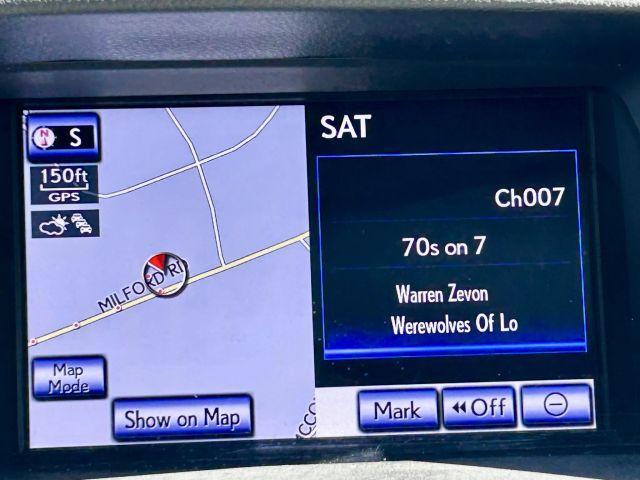 N S
150ft
GPS
MILFORD RD
Map
Mode
Show on Map
SAT
Ch007
70s on 7
Warren Zevon
Werewolves Of Lo
Mark
Off